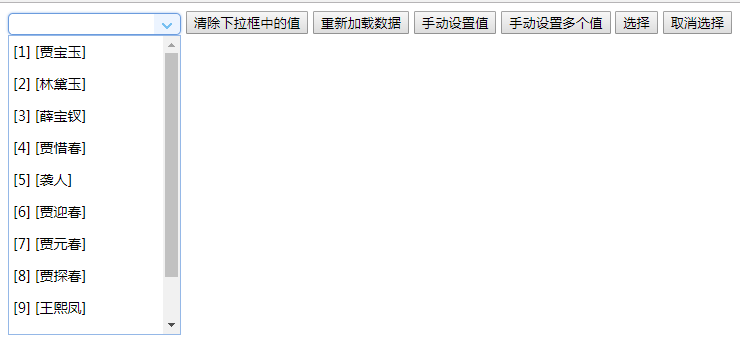 清除下拉框中的值 重新加载数据 手动设置值 手动设置多个值 选择 取消选择
[1] [贾宝玉]
[2] [林黛玉]
[3] [薛宝钗]
[4] [贾惜春]
[5] [袭人]
[6] [贾迎春]
[7] [贾元春]
[8] [贾探春]
[9] [王熙凤]